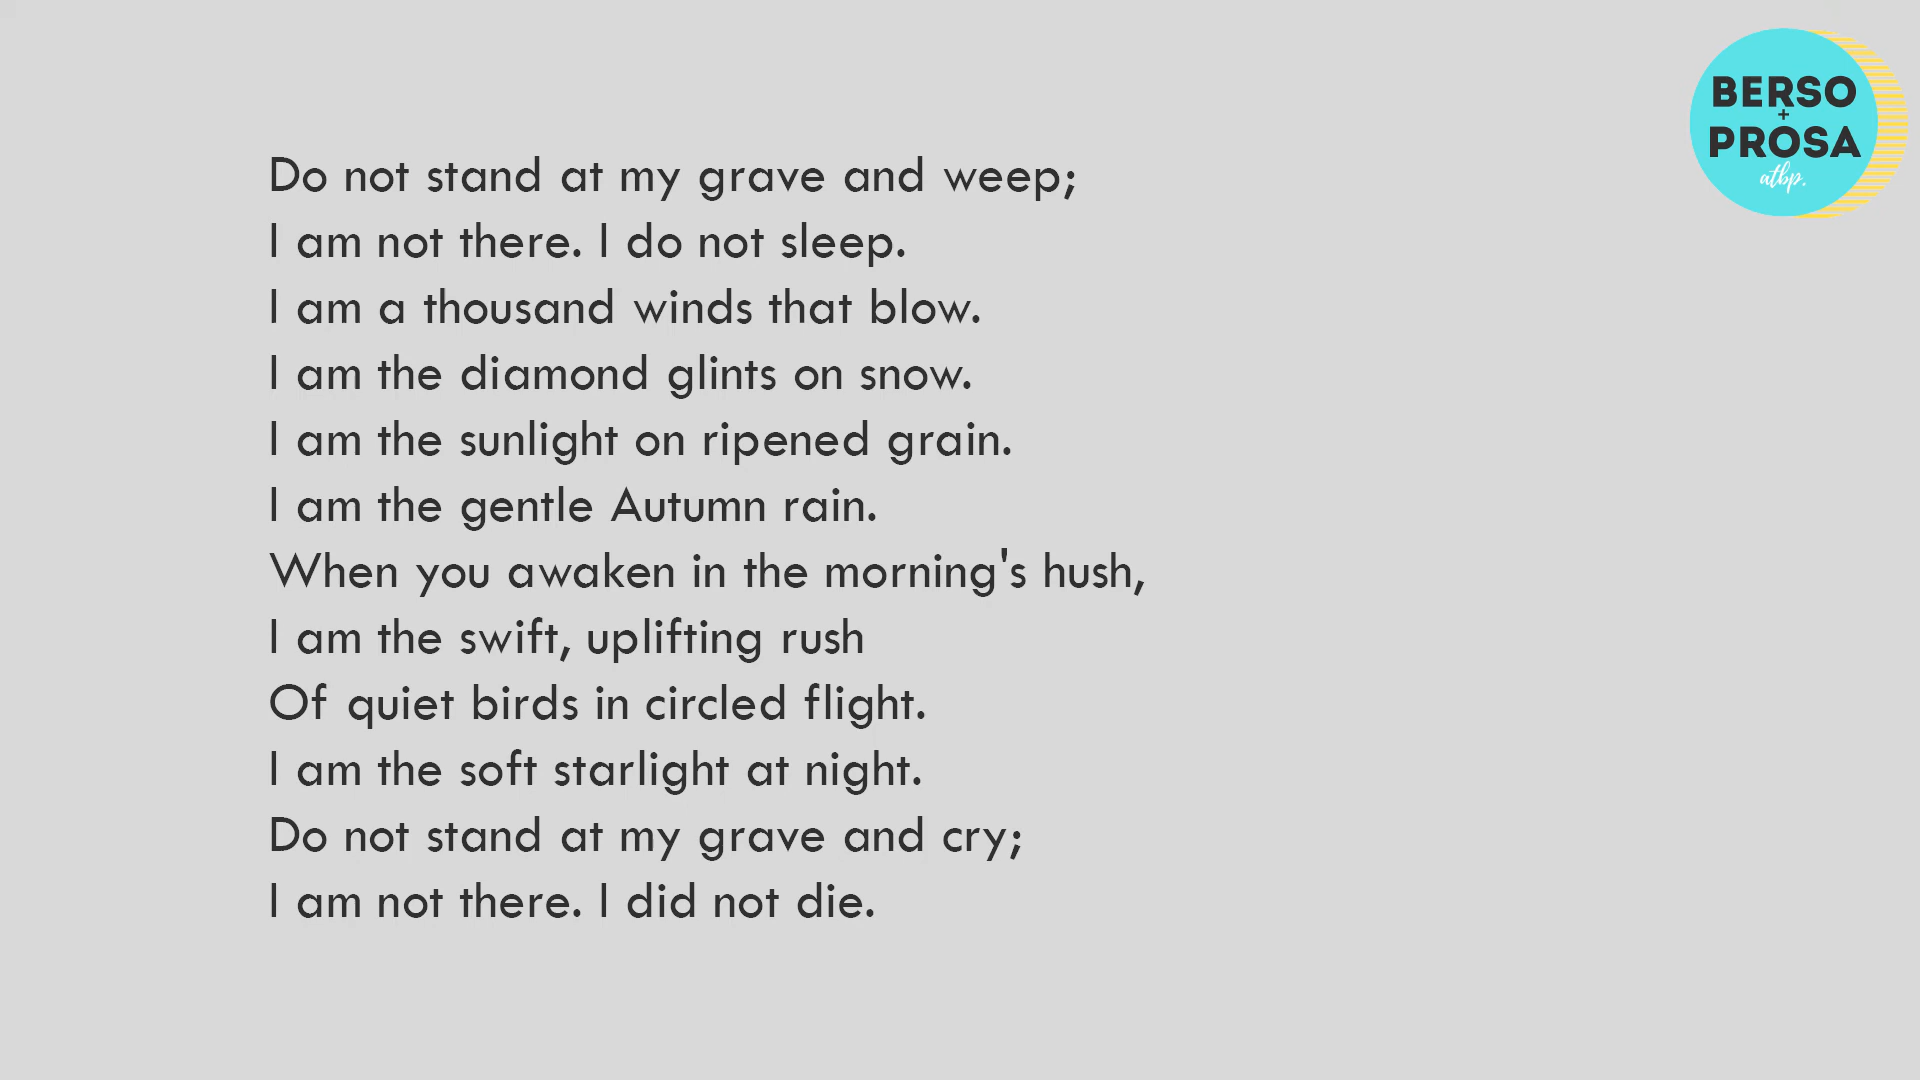 Do not stand at my grave and weep;
I am not there. I do not sleep.
I am a thousand winds that blow.
I am the diamond glints on snow.
I am the sunlight on ripened grain.
I am the gentle Autumn rain.
When you awaken in the morning's hush,
I am the swift, uplifting rush
Of quiet birds in circled flight.
I am the soft starlight at night.
Do not stand at my grave and cry;
I am not there. I did not die.
BERSO
+
PROSA
atbp.